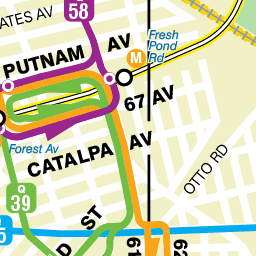 ATES AV
58
PUTNAM AV
Fresh
Pond
Rd
M
67 AV
Forest Av
CATALPA AV
OTTO RD
Q
39
ST
D
61
7
62